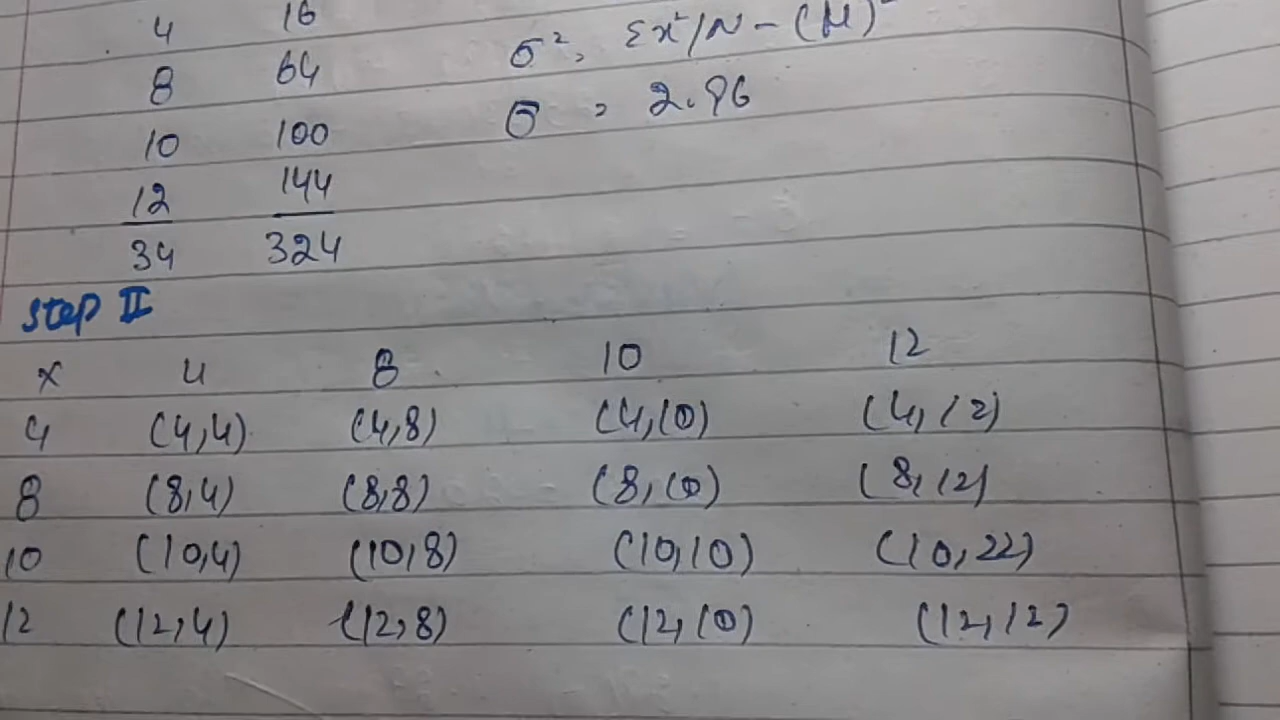 4 16
8 64 σ², Σx²/N - (M)²
10 100 σ = 2.96
12 144
34 324
Step II
x 4 8 10 12
4 (4,4) (4,8) (4,10) (4,12)
8 (8,4) (8,8) (8,10) (8,12)
10 (10,4) (10,8) (10,10) (10,22)
12 (12,4) (12,8) (12,10) (12,12)